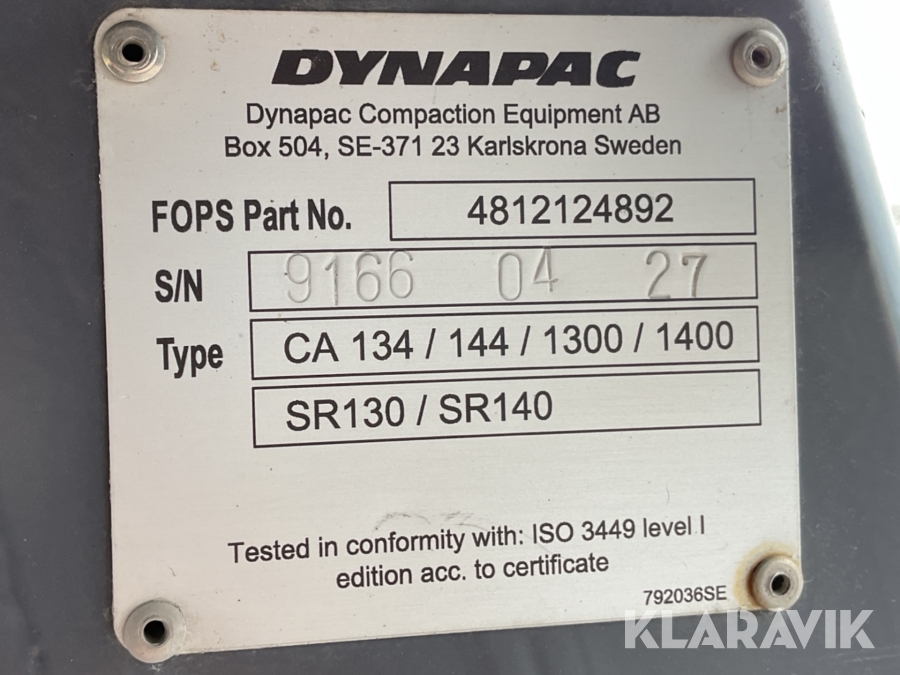 DYNAPAC
Dynapac Compaction Equipment AB
Box 504, SE-371 23 Karlskrona Sweden
FOPS Part No. 4812124892
S/N 9166 04 27
Type CA 134 / 144 / 1300 / 1400
SR130 / SR140
Tested in conformity with: ISO 3449 level I
edition acc. to certificate
792036SE
KLARAVIK